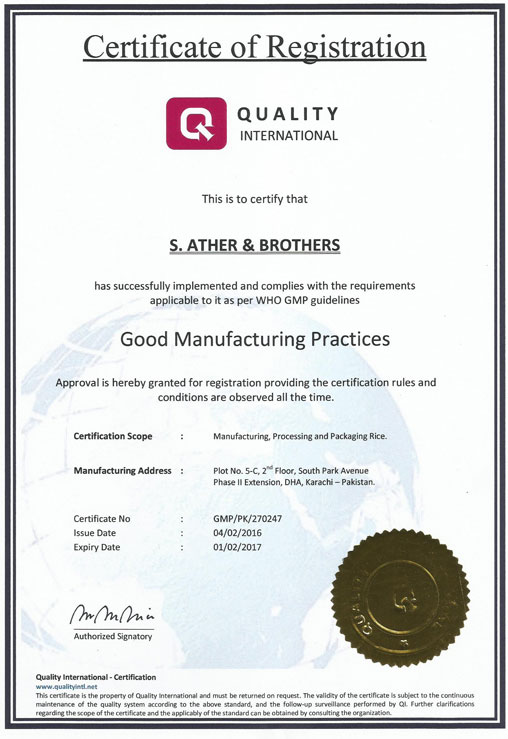 Certificate of Registration
QUALITY
INTERNATIONAL
This is to certify that
S. ATHER & BROTHERS
has successfully implemented and complies with the requirements
applicable to it as per WHO GMP guidelines
Good Manufacturing Practices
Approval is hereby granted for registration providing the certification rules and
conditions are observed all the time.
Certification Scope : Manufacturing, Processing and Packaging Rice.
Manufacturing Address : Plot No. 5-C, 2nd Floor, South Park Avenue
Phase II Extension, DHA, Karachi – Pakistan.
Certificate No : GMP/PK/270247
Issue Date : 04/02/2016
Expiry Date : 01/02/2017
Authorized Signatory
Quality International - Certification
www.qualityintl.net
This certificate is the property of Quality International and must be returned on request. The validity of the certificate is subject to the continuous
maintenance of the quality system according to the above standard, and the follow-up surveillance performed by QI. Further clarifications
regarding the scope of the certificate and the applicably of the standard can be obtained by consulting the organization.